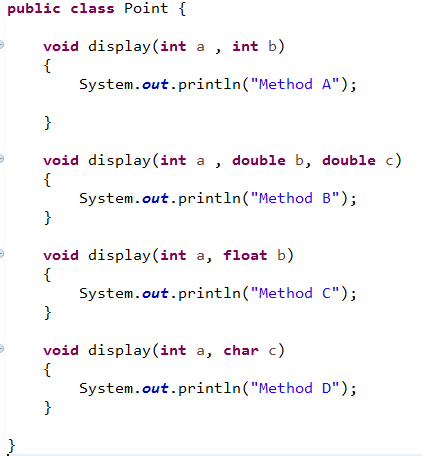 public class Point {
void display(int a , int b)
{
System.out.println("Method A");
}
void display(int a , double b, double c)
{
System.out.println("Method B");
}
void display(int a, float b)
{
System.out.println("Method C");
}
void display(int a, char c)
{
System.out.println("Method D");
}
}